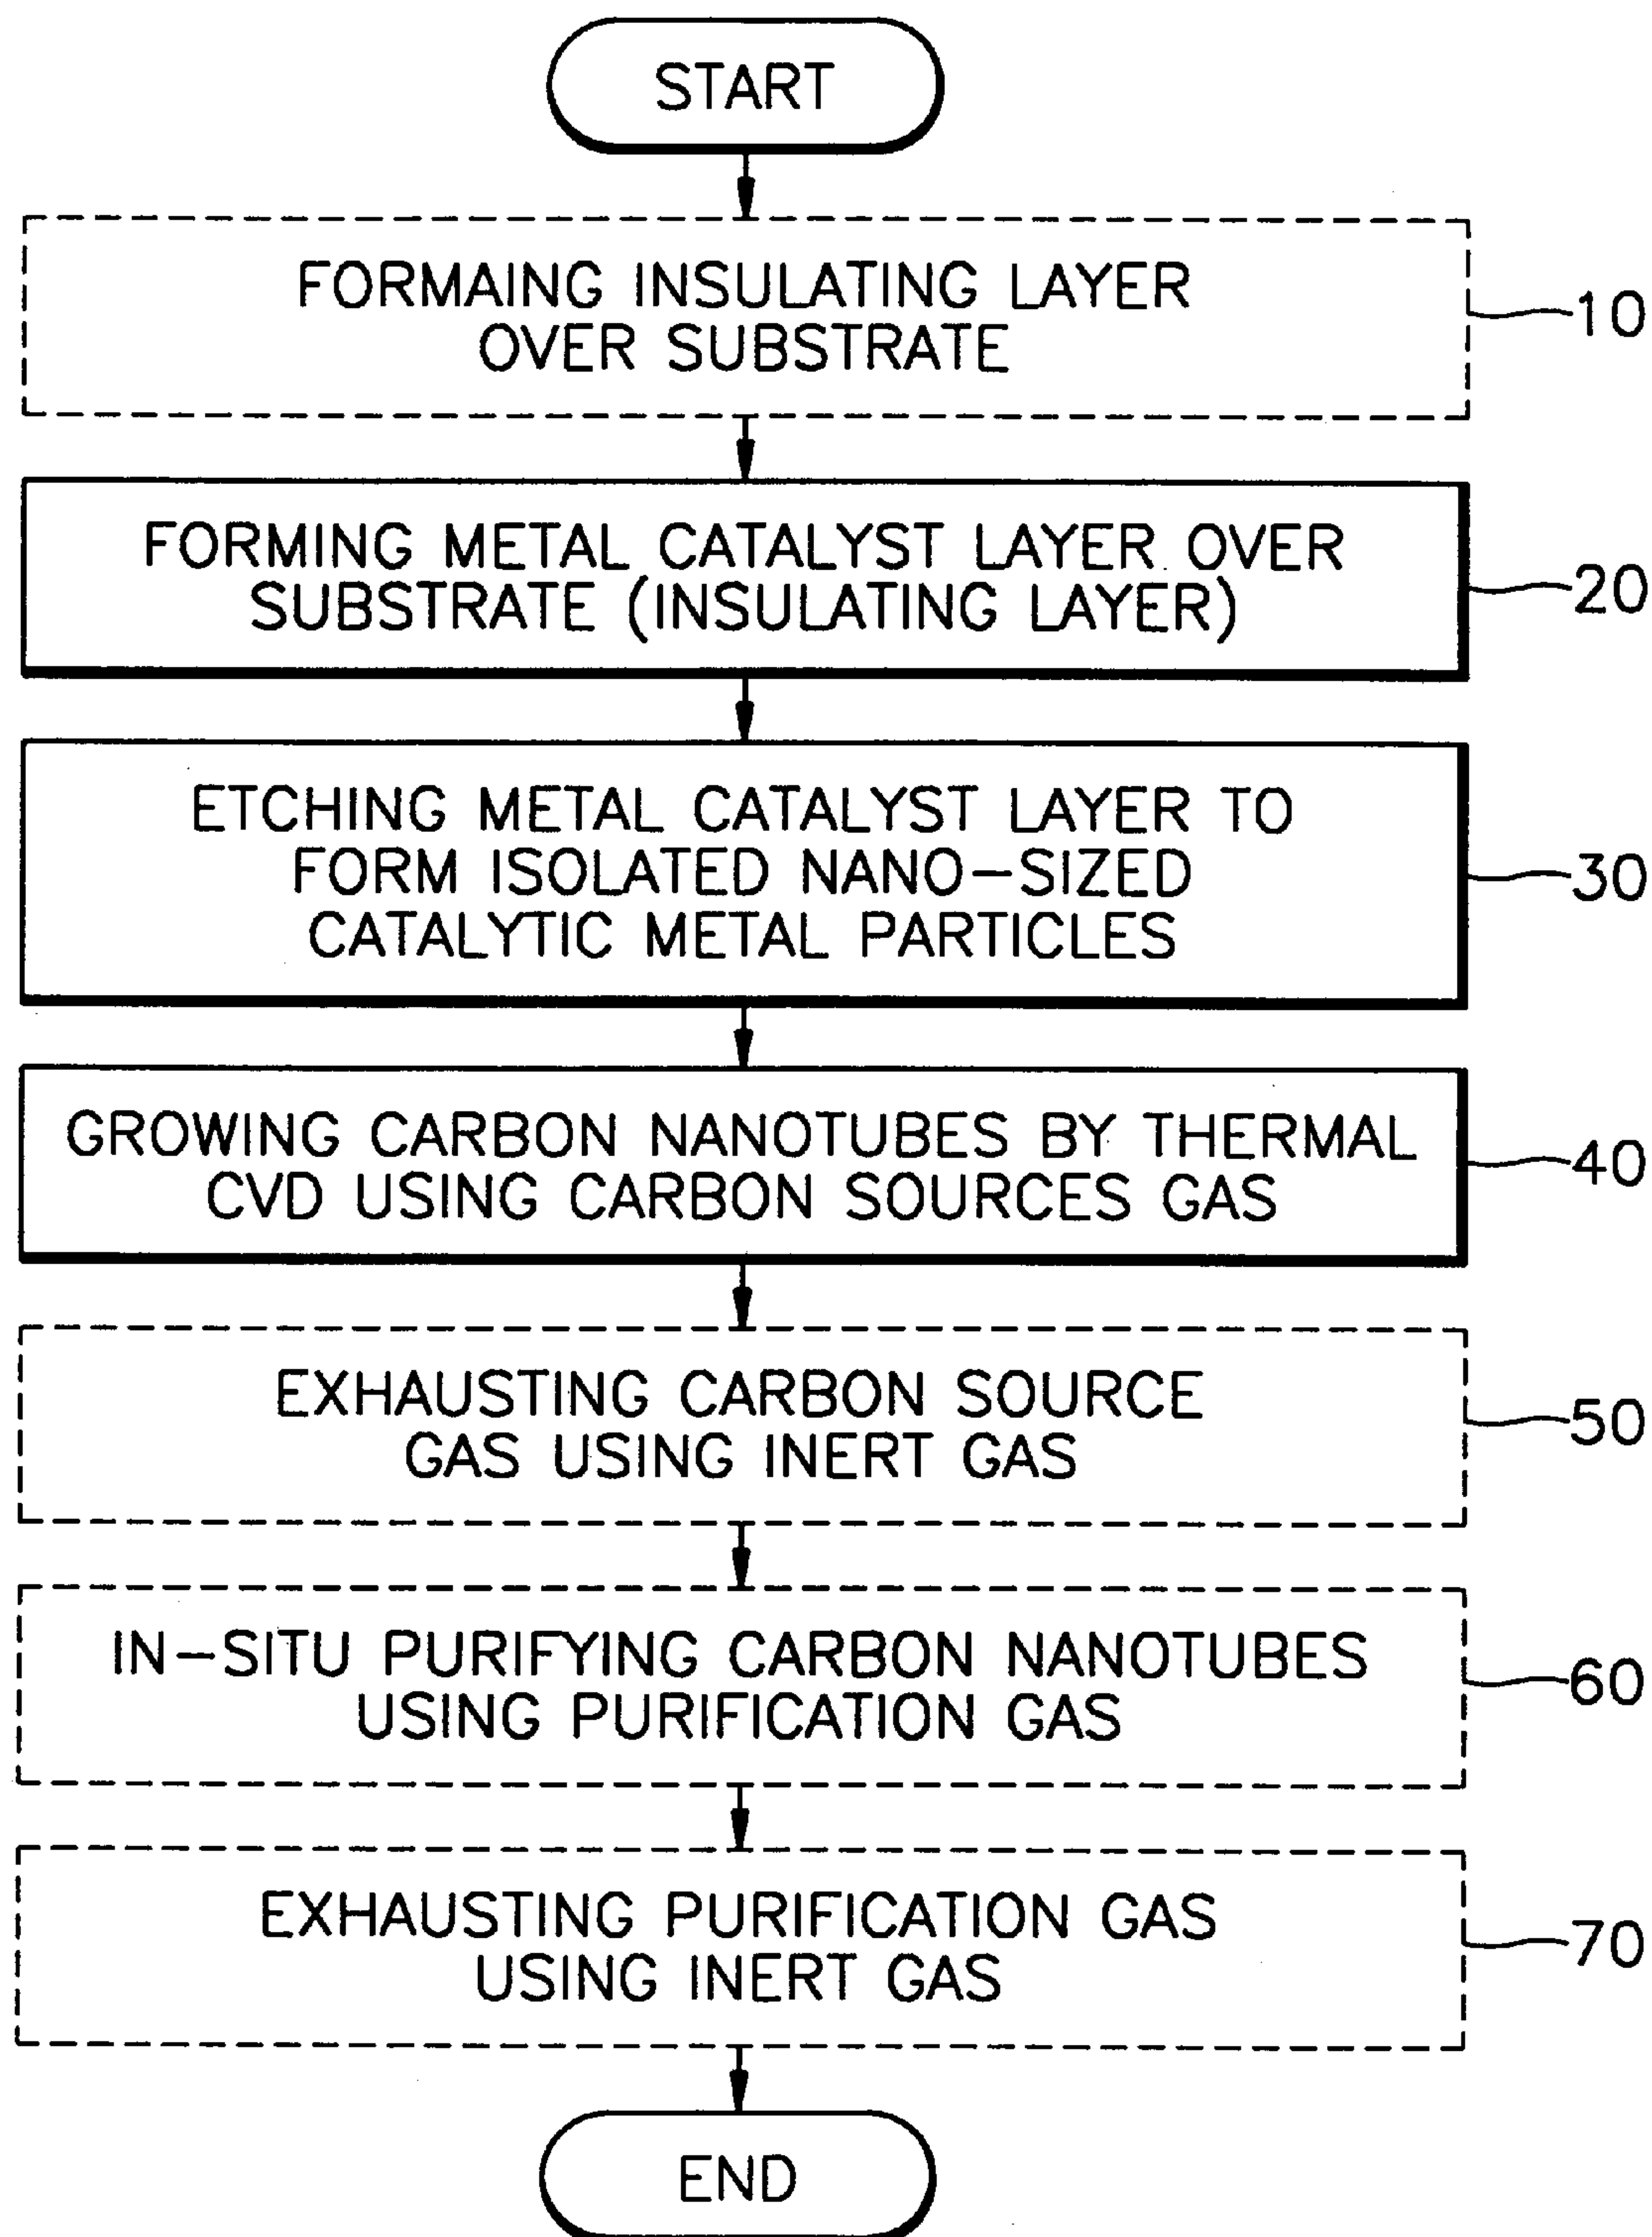 START
FORMAING INSULATING LAYER
OVER SUBSTRATE
10
FORMING METAL CATALYST LAYER OVER
SUBSTRATE (INSULATING LAYER)
20
ETCHING METAL CATALYST LAYER TO
FORM ISOLATED NANO-SIZED
CATALYTIC METAL PARTICLES
30
GROWING CARBON NANOTUBES BY THERMAL
CVD USING CARBON SOURCES GAS
40
EXHAUSTING CARBON SOURCE
GAS USING INERT GAS
50
IN-SITU PURIFYING CARBON NANOTUBES
USING PURIFICATION GAS
60
EXHAUSTING PURIFICATION GAS
USING INERT GAS
70
END